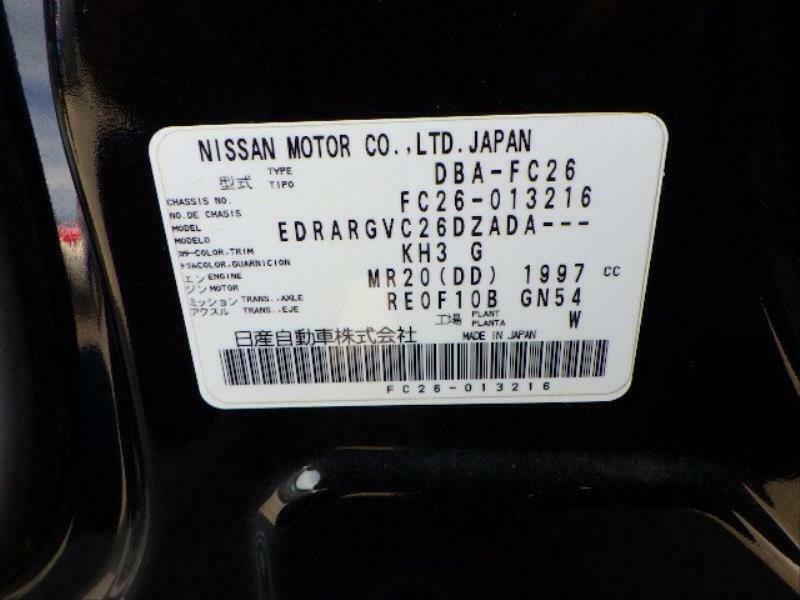 NISSAN MOTOR CO.,LTD.JAPAN
型式 TYPE TIPO DBA-FC26
CHASSIS NO. NO.DE CHASIS FC26-013216
MODEL MODELO EDRARGVC26DZADA---
カラー COLOR,TRIM トリム COLOR,GUARNICION KH3 G
エンジン ENGINE MOTOR MR20(DD) 1997 CC
ミッション アクスル TRANS.,AXLE TRANS.,EJE RE0F10B GN54
工場 PLANT PLANTA W
日産自動車株式会社 MADE IN JAPAN
FC26-013216